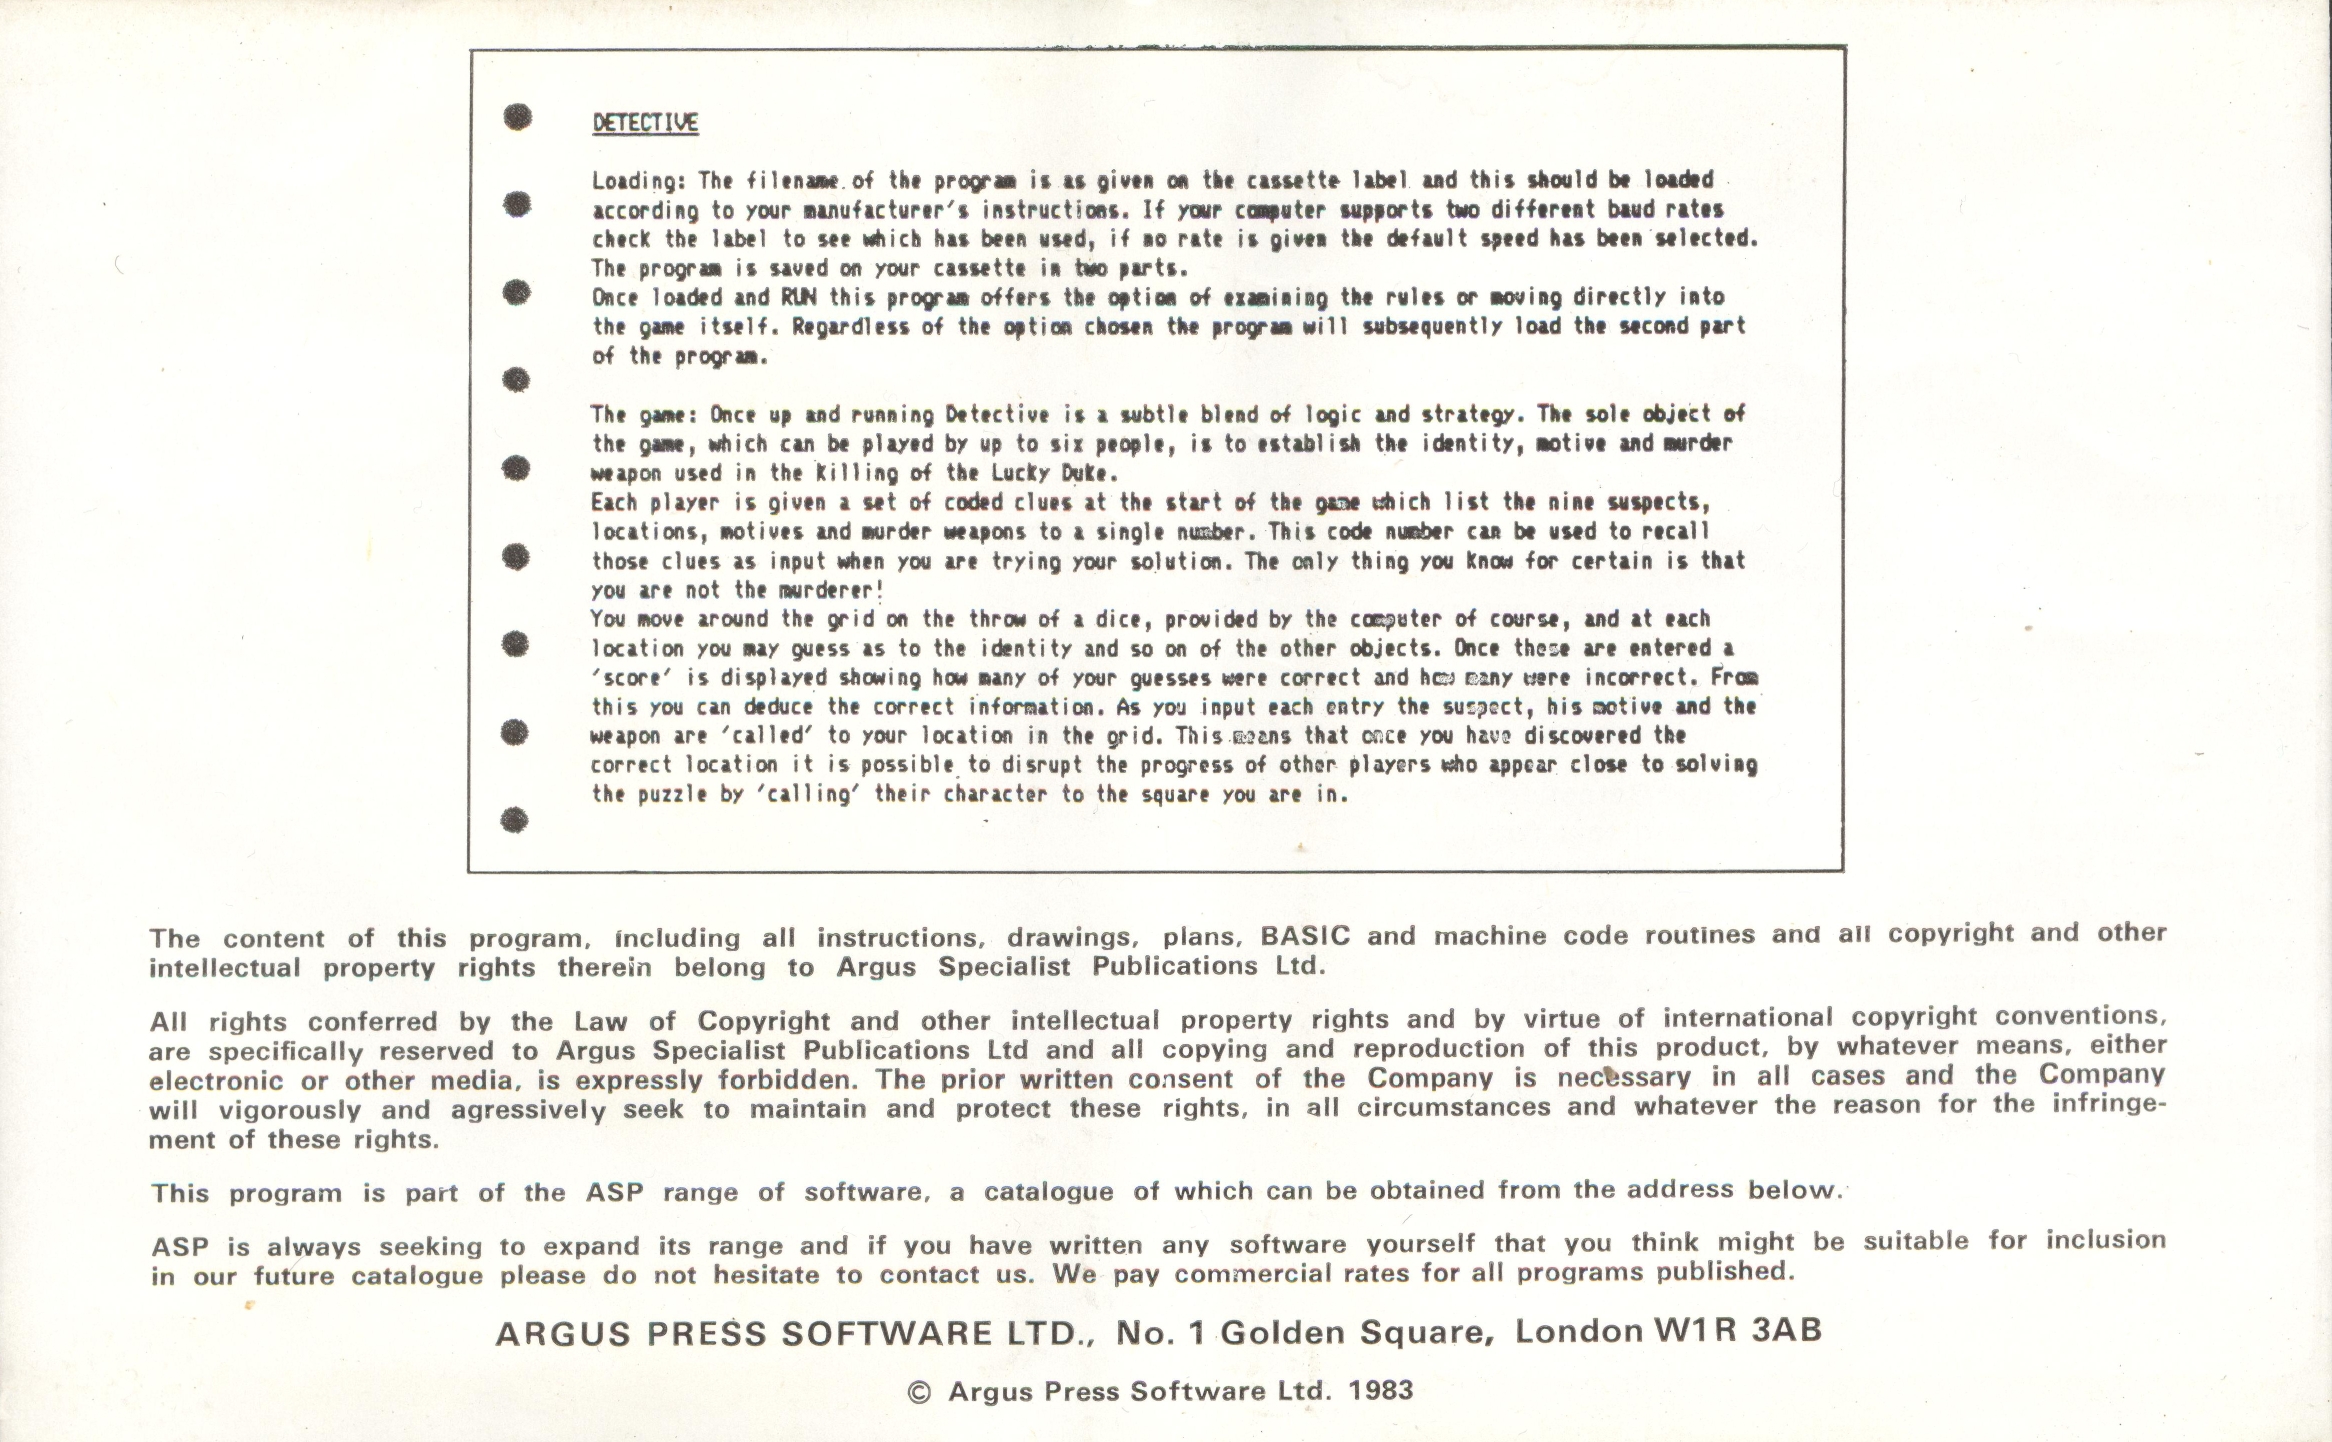 DETECTIVE
Loading: The filename of the program is as given on the cassette label and this should be loaded
according to your manufacturer's instructions. If your computer supports two different baud rates
check the label to see which has been used, if no rate is given the default speed has been selected.
The program is saved on your cassette in two parts.
Once loaded and RUN this program offers the option of examining the rules or moving directly into
the game itself. Regardless of the option chosen the program will subsequently load the second part
of the program.
The game: Once up and running Detective is a subtle blend of logic and strategy. The sole object of
the game, which can be played by up to six people, is to establish the identity, motive and murder
weapon used in the killing of the Lucky Duke.
Each player is given a set of coded clues at the start of the game which list the nine suspects,
locations, motives and murder weapons to a single number. This code number can be used to recall
those clues as input when you are trying your solution. The only thing you know for certain is that
you are not the murderer!
You move around the grid on the throw of a dice, provided by the computer of course, and at each
location you may guess as to the identity and so on of the other objects. Once these are entered a
'score' is displayed showing how many of your guesses were correct and how many were incorrect. From
this you can deduce the correct information. As you input each entry the suspect, his motive and the
weapon are 'called' to your location in the grid. This means that once you have discovered the
correct location it is possible to disrupt the progress of other players who appear close to solving
the puzzle by 'calling' their character to the square you are in.
The content of this program, including all instructions, drawings, plans, BASIC and machine code routines and all copyright and other
intellectual property rights therein belong to Argus Specialist Publications Ltd.
All rights conferred by the Law of Copyright and other intellectual property rights and by virtue of international copyright conventions,
are specifically reserved to Argus Specialist Publications Ltd and all copying and reproduction of this product, by whatever means, either
electronic or other media, is expressly forbidden. The prior written consent of the Company is necessary in all cases and the Company
will vigorously and agressively seek to maintain and protect these rights, in all circumstances and whatever the reason for the infringe-
ment of these rights.
This program is part of the ASP range of software, a catalogue of which can be obtained from the address below.
ASP is always seeking to expand its range and if you have written any software yourself that you think might be suitable for inclusion
in our future catalogue please do not hesitate to contact us. We pay commercial rates for all programs published.
ARGUS PRESS SOFTWARE LTD., No. 1 Golden Square, London W1R 3AB
© Argus Press Software Ltd. 1983